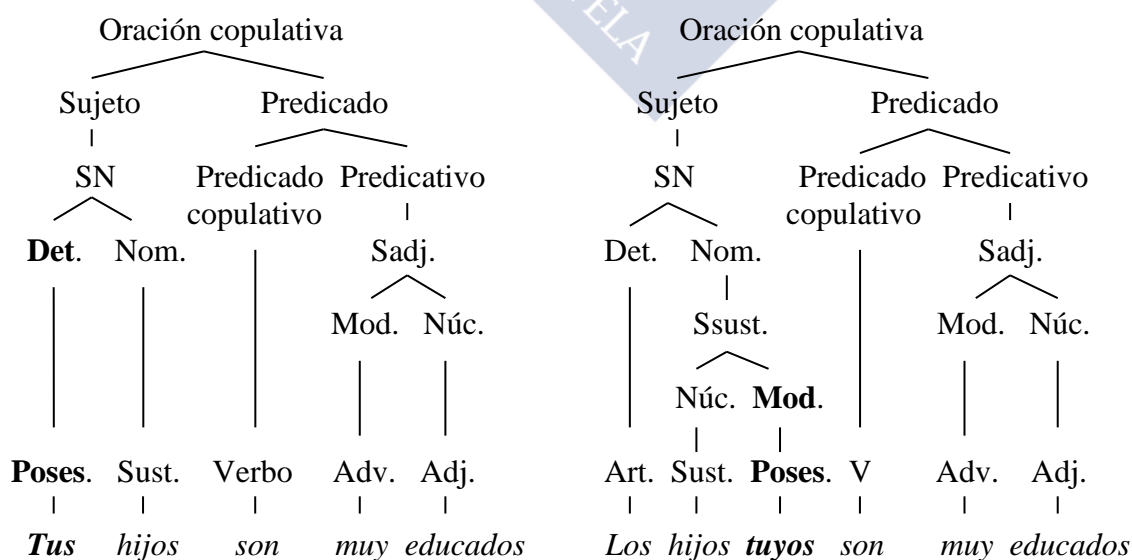 Oración copulativa Oración copulativa
Sujeto Predicado Sujeto Predicado
SN Predicado Predicativo SN Predicado Predicativo
copulativo copulativo
Det. Nom. Sadj. Det. Nom. Sadj.
Mod. Núc. Ssust. Mod. Núc.
Núc. Mod.
Poses. Sust. Verbo Adv. Adj. Art. Sust. Poses. V Adv. Adj.
Tus hijos son muy educados Los hijos tuyos son muy educados